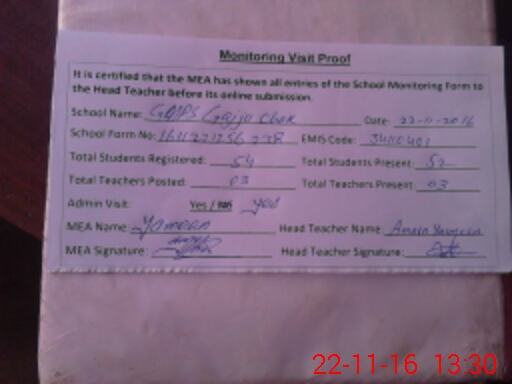 Monitoring Visit Proof
It is certified that the MEA has shown all entries of the School Monitoring Form to
the Head Teacher before its online submission.
School Name: Chak Date: 22-11-2016
School Form No: EMIS Code:
Total Students Registered: 54 Total Students Present: 52
Total Teachers Posted: 03 Total Teachers Present: 03
Admin Visit: Yes / No Yes
MEA Name: Head Teacher Name:
MEA Signature: Head Teacher Signature:
22-11-16 13:30